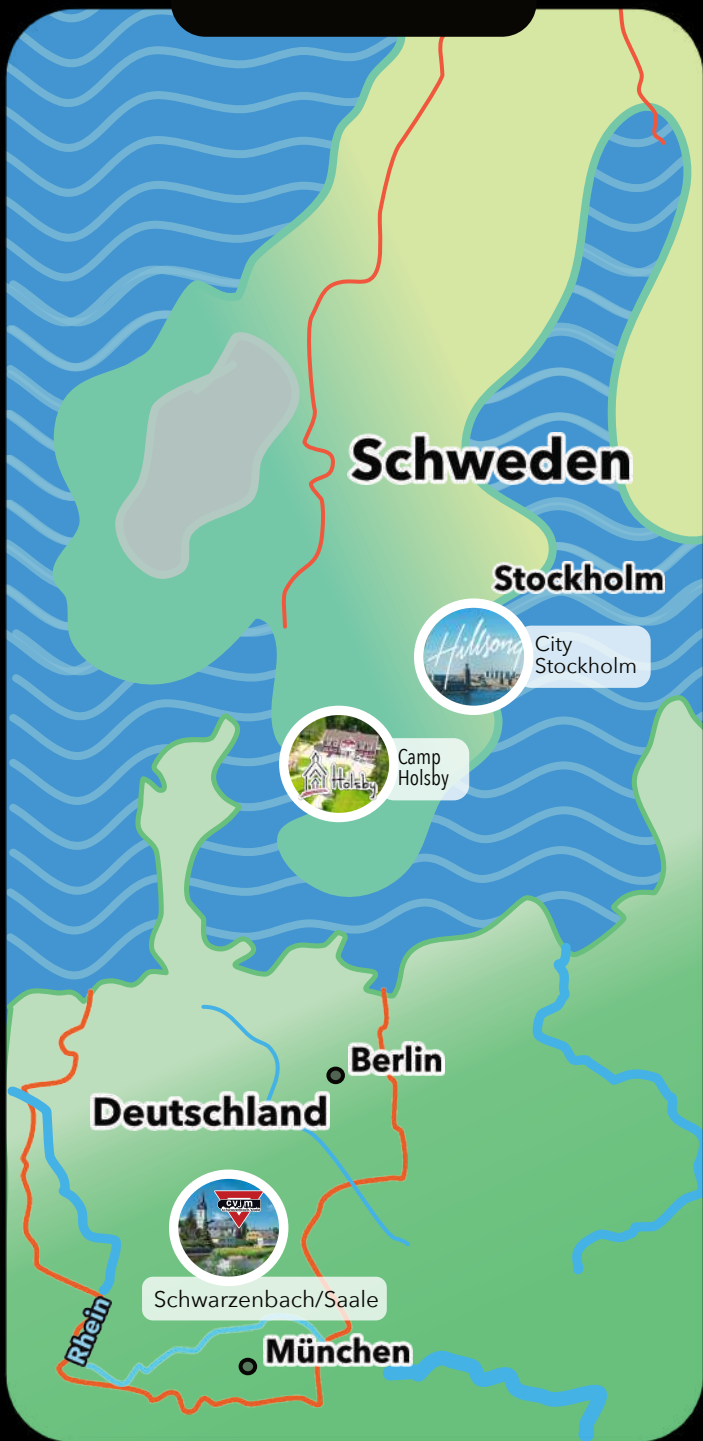 Schweden
Stockholm
Hillsong
City
Stockholm
Camp
Holsby
Holsby
Berlin
Deutschland
cvjm
Schwarzenbach/Saale
Rhein
München